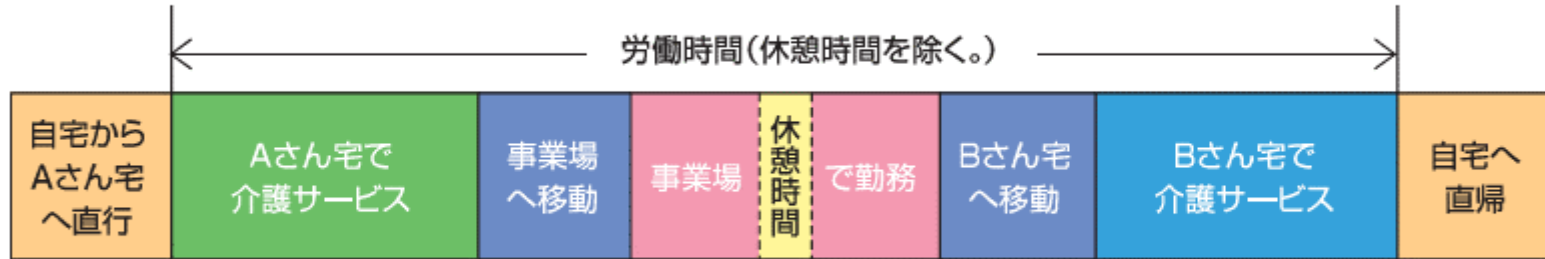 労働時間(休憩時間を除く。)
自宅から
Aさん宅
へ直行
Aさん宅で
介護サービス
事業場
へ移動
事業場
休憩時間
で勤務
Bさん宅
へ移動
Bさん宅で
介護サービス
自宅へ
直帰